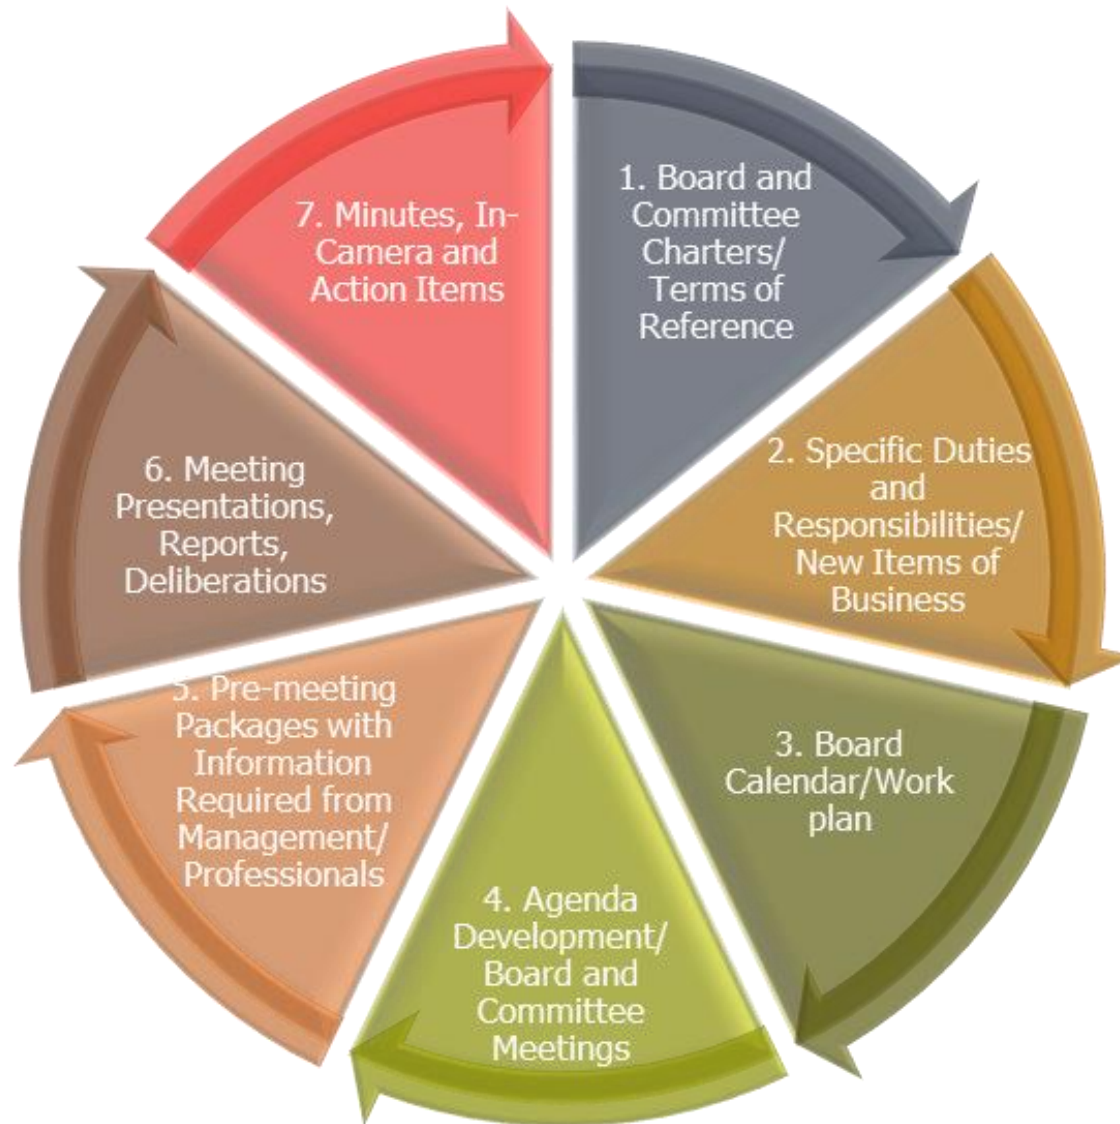 1. Board and
Committee
Charters/
Terms of
Reference
2. Specific Duties
and
Responsibilities/
New Items of
Business
3. Board
Calendar/Work
plan
4. Agenda
Development/
Board and
Committee
Meetings
5. Pre-meeting
Packages with
Information
Required from
Management/
Professionals
6. Meeting
Presentations,
Reports,
Deliberations
7. Minutes, In-
Camera and
Action Items